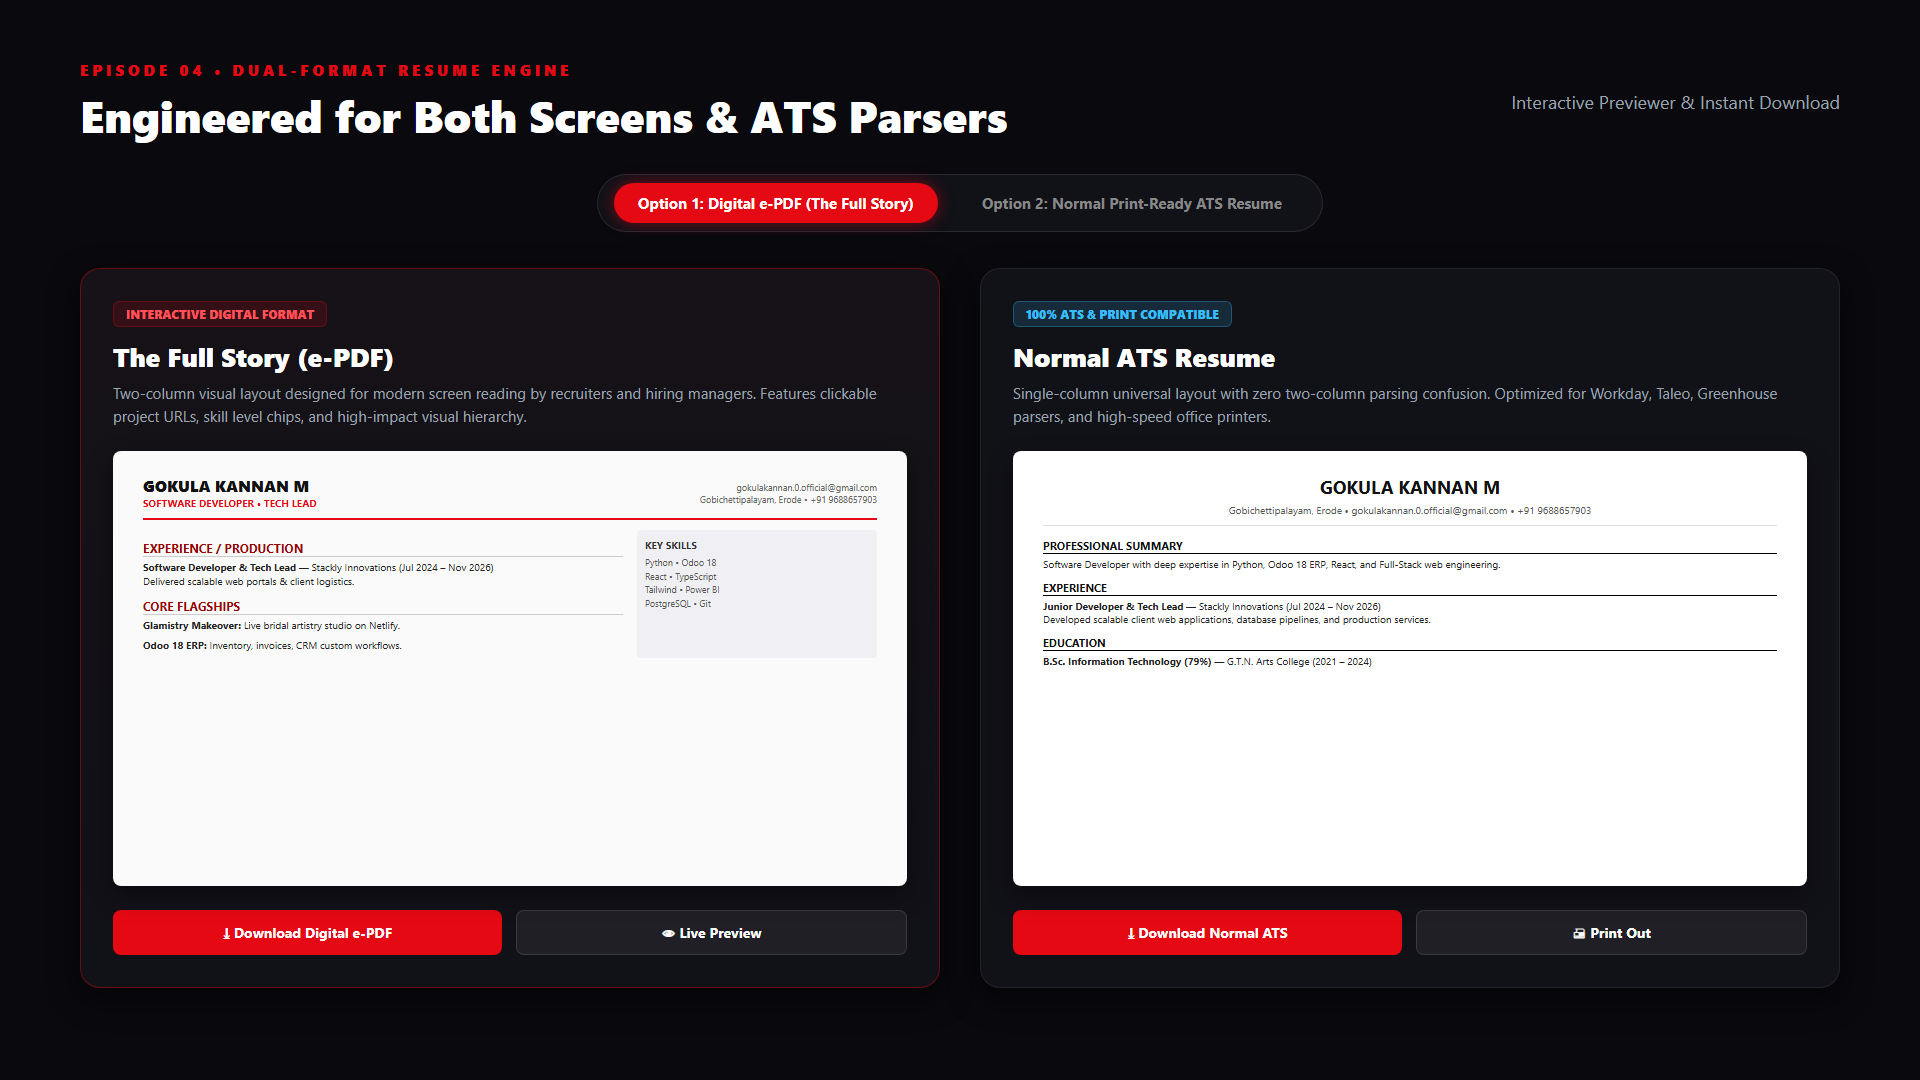 EPISODE 04 • DUAL-FORMAT RESUME ENGINE
Engineered for Both Screens & ATS Parsers
Interactive Previewer & Instant Download
Option 1: Digital e-PDF (The Full Story)
Option 2: Normal Print-Ready ATS Resume
INTERACTIVE DIGITAL FORMAT
The Full Story (e-PDF)
Two-column visual layout designed for modern screen reading by recruiters and hiring managers. Features clickable
project URLs, skill level chips, and high-impact visual hierarchy.
GOKULA KANNAN M
SOFTWARE DEVELOPER • TECH LEAD
gokulakannan.0.official@gmail.com
Gobichettipalayam, Erode • +91 9688657903
EXPERIENCE / PRODUCTION
Software Developer & Tech Lead — Stackly Innovations (Jul 2024 – Nov 2026)
Delivered scalable web portals & client logistics.
CORE FLAGSHIPS
Glamistry Makeover: Live bridal artistry studio on Netlify.
Odoo 18 ERP: Inventory, invoices, CRM custom workflows.
KEY SKILLS
Python • Odoo 18
React • TypeScript
Tailwind • Power BI
PostgreSQL • Git
Download Digital e-PDF
Live Preview
100% ATS & PRINT COMPATIBLE
Normal ATS Resume
Single-column universal layout with zero two-column parsing confusion. Optimized for Workday, Taleo, Greenhouse
parsers, and high-speed office printers.
GOKULA KANNAN M
Gobichettipalayam, Erode • gokulakannan.0.official@gmail.com • +91 9688657903
PROFESSIONAL SUMMARY
Software Developer with deep expertise in Python, Odoo 18 ERP, React, and Full-Stack web engineering.
EXPERIENCE
Junior Developer & Tech Lead — Stackly Innovations (Jul 2024 – Nov 2026)
Developed scalable client web applications, database pipelines, and production services.
EDUCATION
B.Sc. Information Technology (79%) — G.T.N. Arts College (2021 – 2024)
Download Normal ATS
Print Out